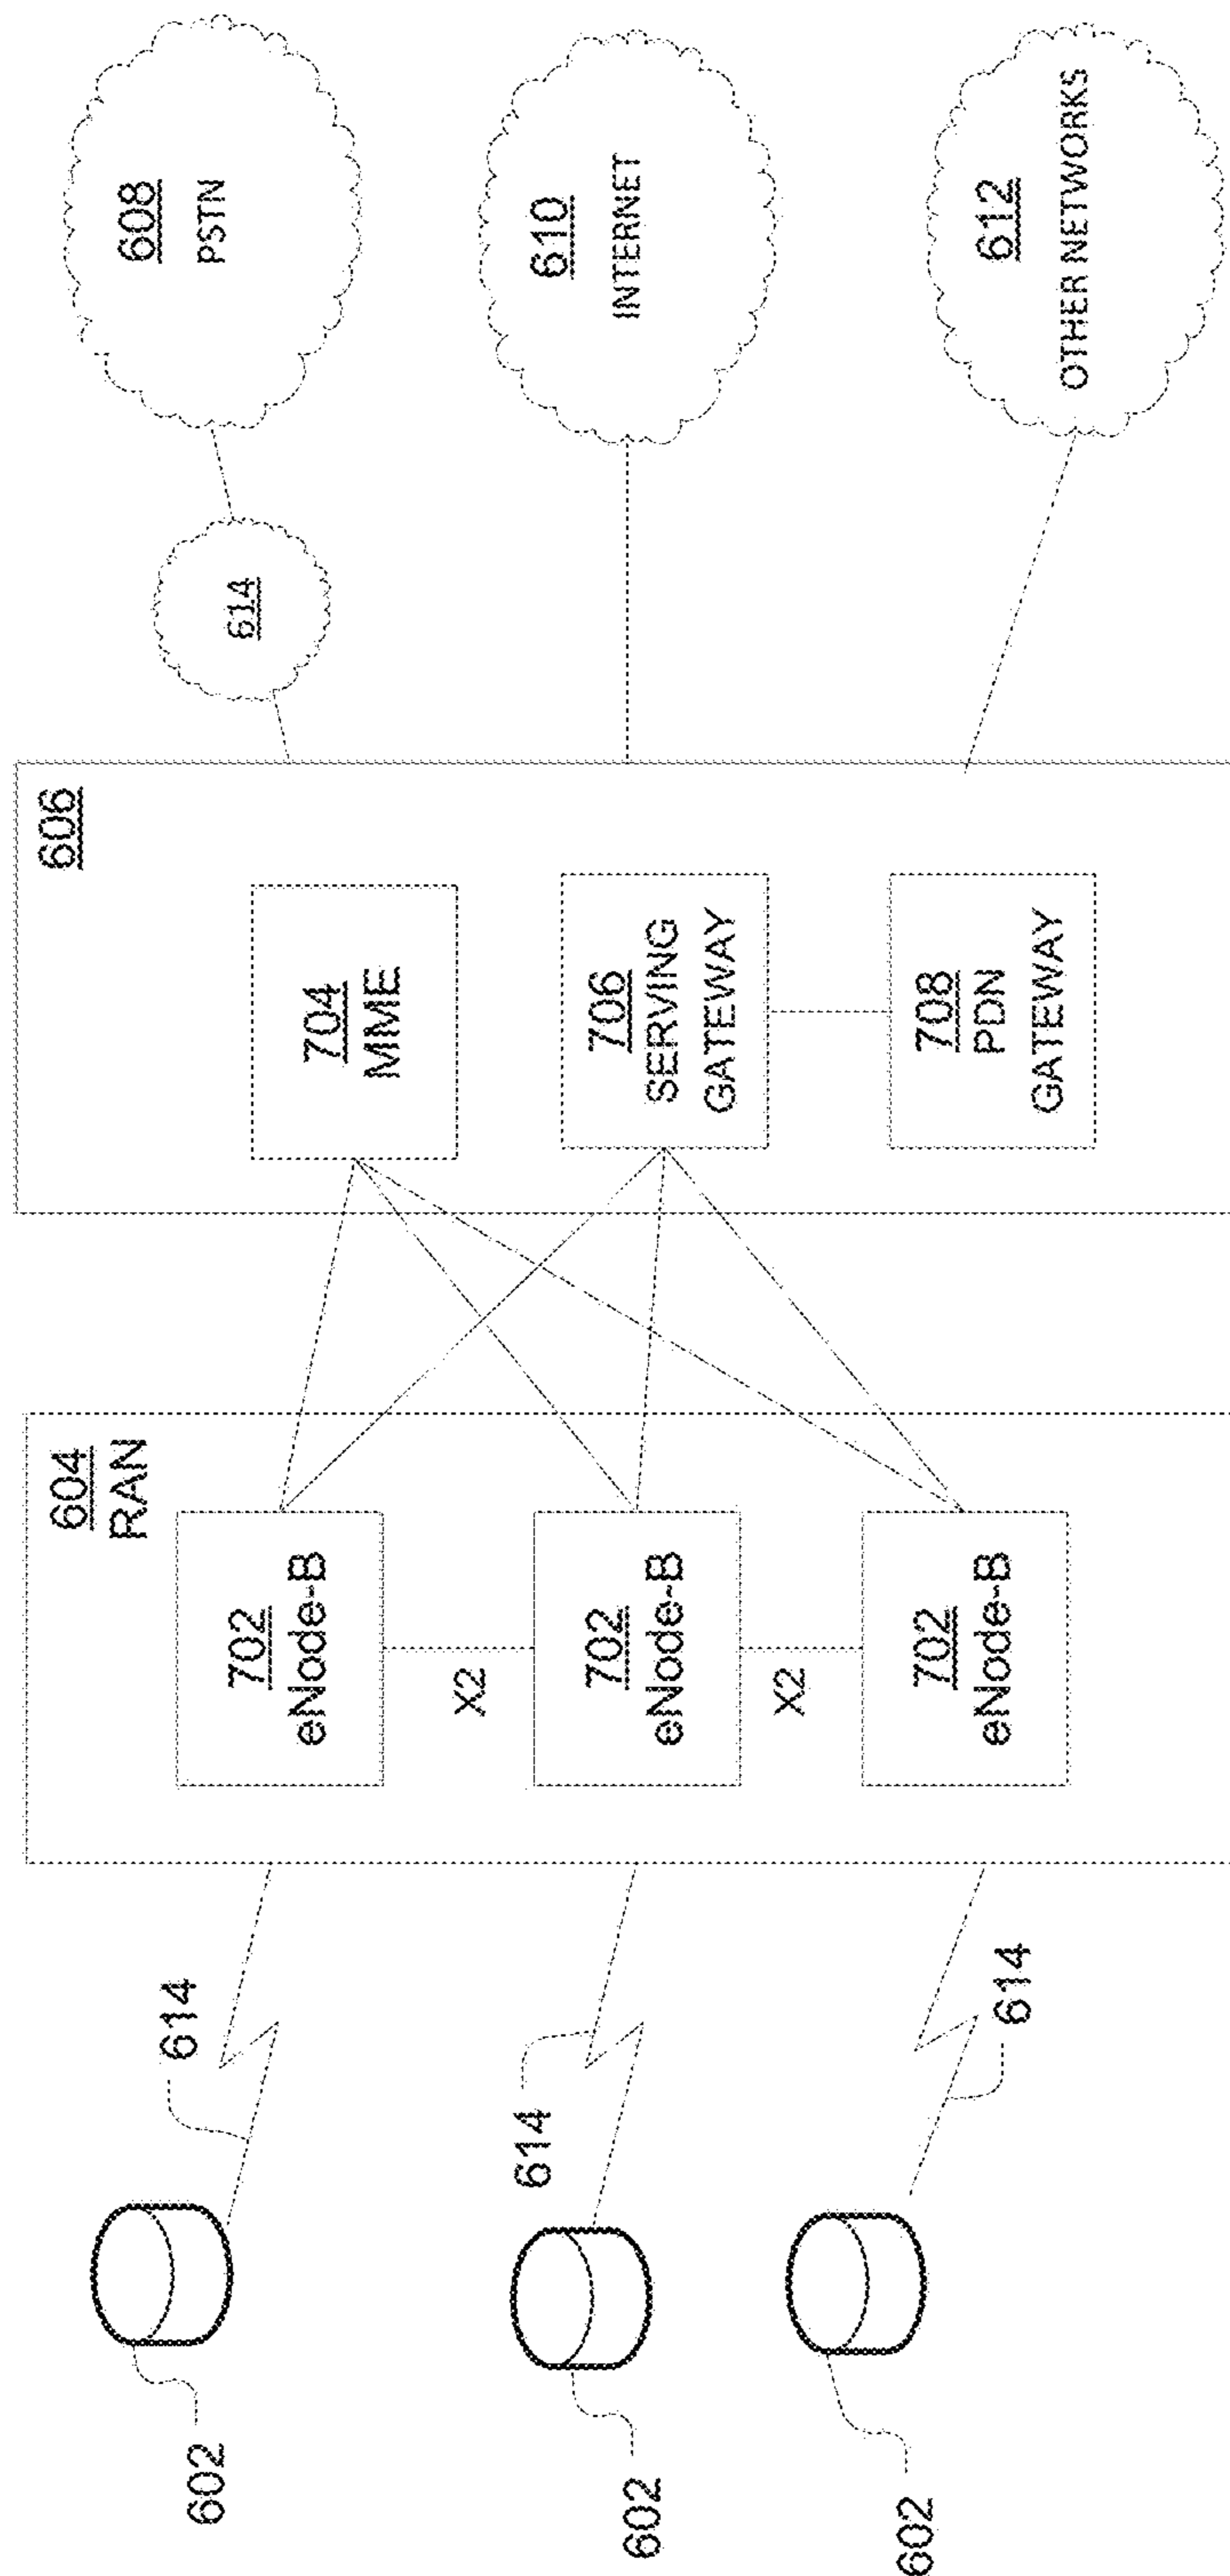 602
602
602
614
614
614
604
RAN
702
eNode-B
X2
702
eNode-B
X2
702
eNode-B
606
704
MME
706
SERVING
GATEWAY
708
PDN
GATEWAY
614
608
PSTN
610
INTERNET
612
OTHER NETWORKS